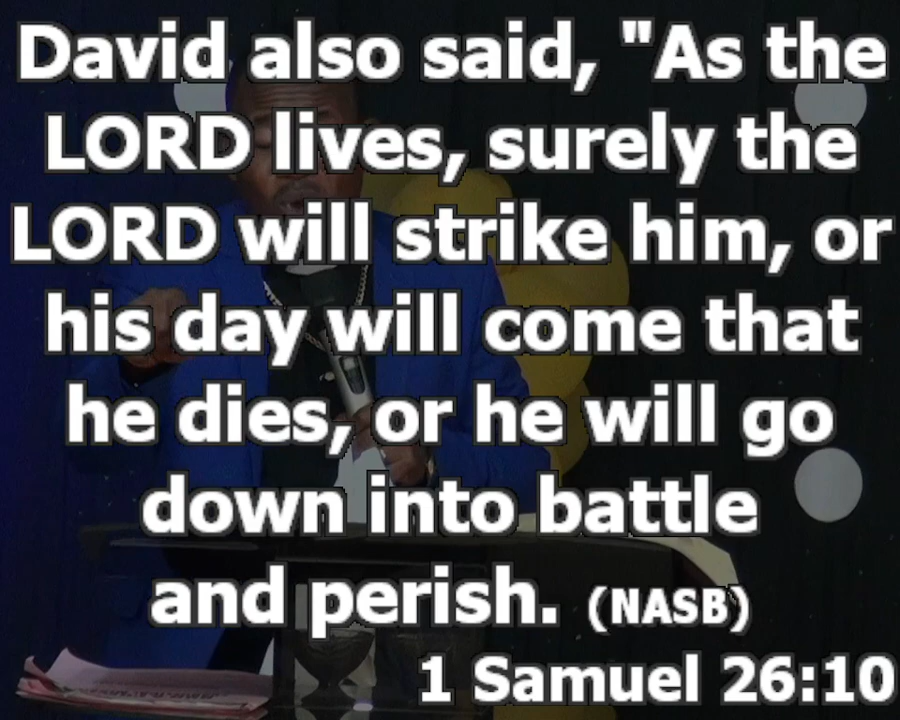 David also said, "As the
LORD lives, surely the
LORD will strike him, or
his day will come that
he dies, or he will go
down into battle
and perish. (NASB)
1 Samuel 26:10